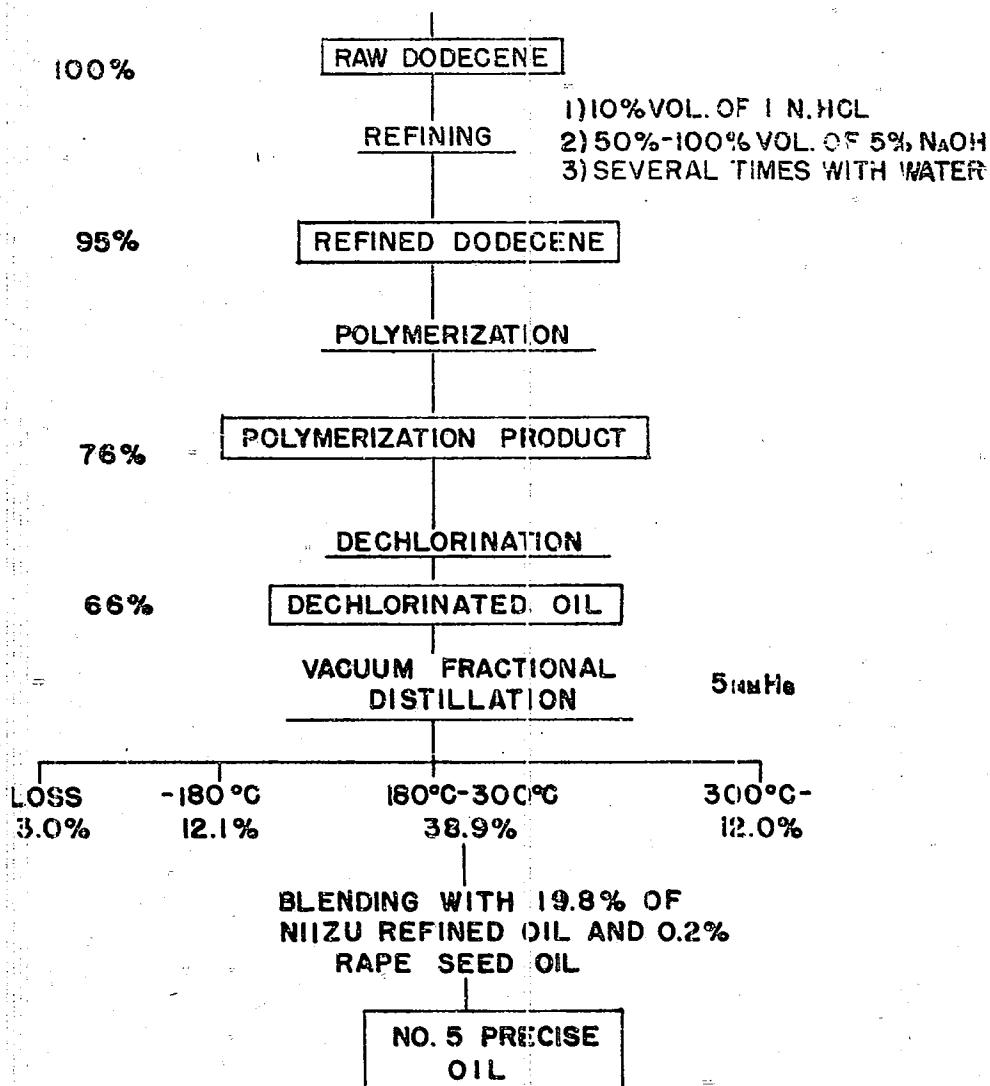 RAW DODECENE
100%
1) 10% VOL. OF 1 N. HCL
REFINING
2) 50%-100% VOL. OF 5% NAOH
3) SEVERAL TIMES WITH WATER
95%
REFINED DODECENE
POLYMERIZATION
POLYMERIZATION PRODUCT
76%
DECHLORINATION
66%
DECHLORINATED OIL
VACUUM FRACTIONAL
DISTILLATION
5mmHg
LOSS -180°C 180°C-300°C 300°C-
3.0% 12.1% 38.9% 12.0%
BLENDING WITH 19.8% OF
NIIZU REFINED OIL AND 0.2%
RAPE SEED OIL
NO. 5 PRECISE
OIL